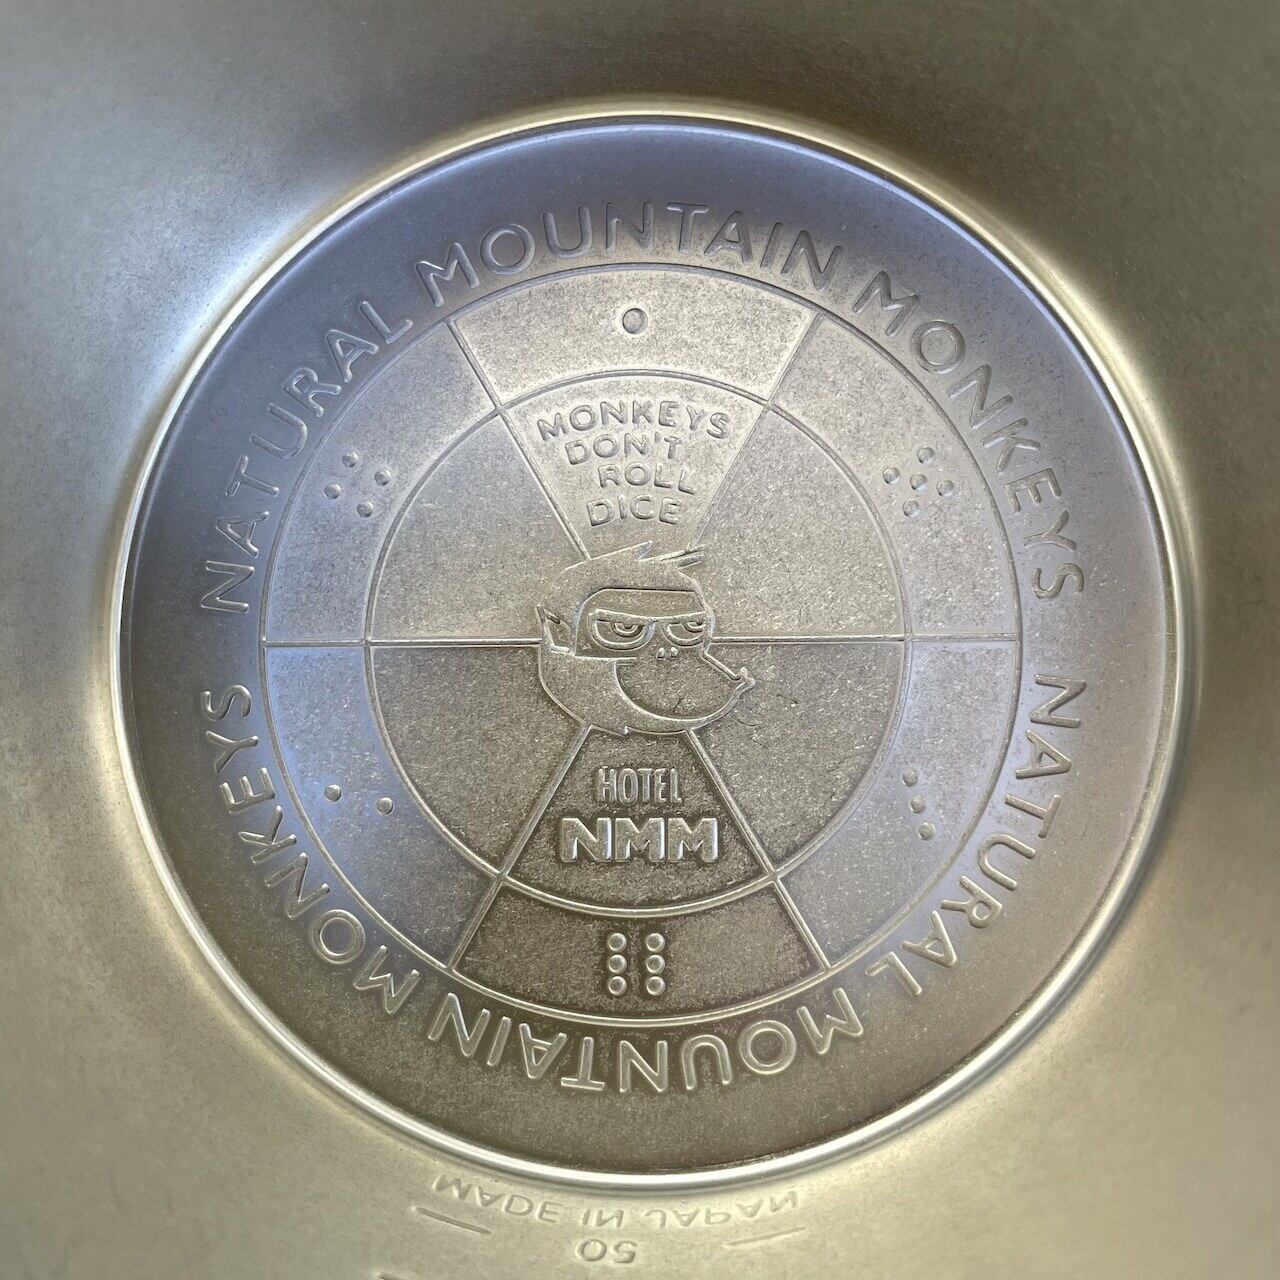 NATURAL MOUNTAIN MONKEYS NATURAL MOUNTAIN MONKEYS
MONKEYS
DON'T
ROLL
DICE
HOTEL
NMM
MADE IN JAPAN
50